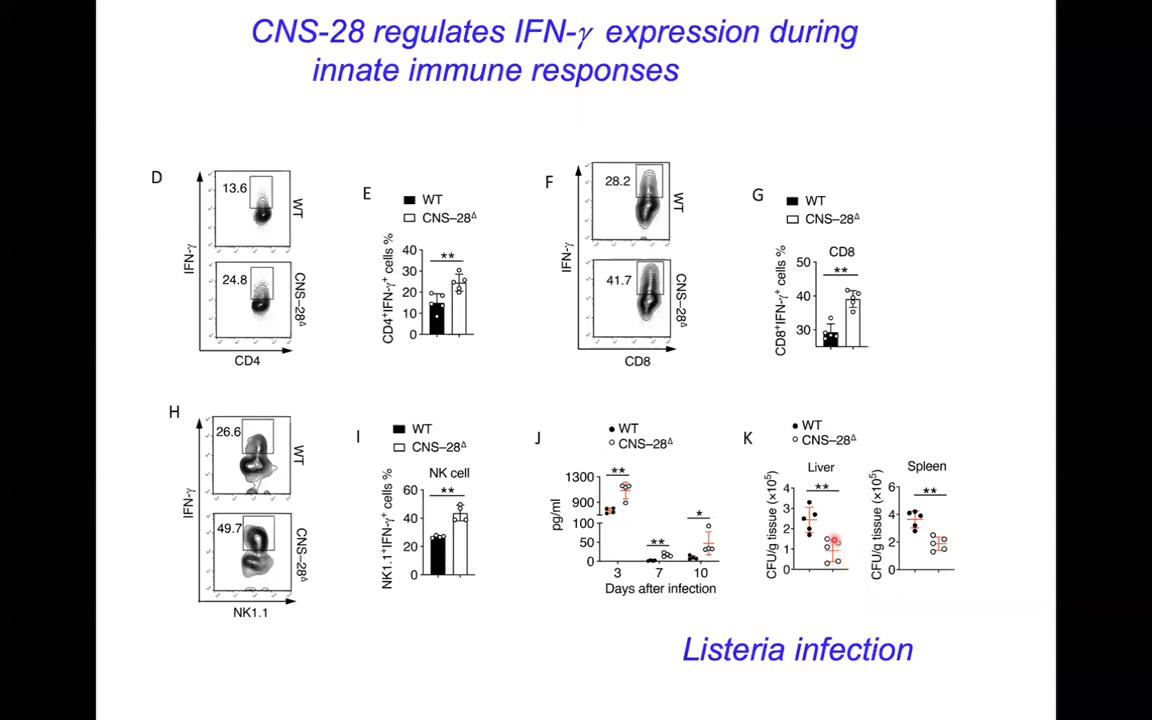 CNS-28 regulates IFN-γ expression during
innate immune responses
D
IFN-γ
13.6
WT
24.8
CNS–28Δ
CD4
E
WT
CNS–28Δ
CD4+IFN-γ+ cells %
40
30
20
10
0
**
F
IFN-γ
28.2
WT
41.7
CNS–28Δ
CD8
G
WT
CNS–28Δ
CD8
CD8+IFN-γ+ cells %
50
40
30
**
H
IFN-γ
26.6
WT
49.7
CNS–28Δ
NK1.1
I
WT
CNS–28Δ
NK cell
NK1.1+IFN-γ+ cells %
60
40
20
0
**
J
WT
CNS–28Δ
pg/ml
1300
900
100
50
0
**
**
*
3 7 10
Days after infection
K
WT
CNS–28Δ
Liver
CFU/g tissue (×10⁵)
4
3
2
1
0
**
Spleen
CFU/g tissue (×10⁵)
6
4
2
0
**
Listeria infection